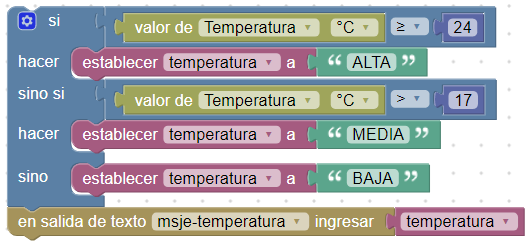 si valor de Temperatura °C ≥ 24
hacer establecer temperatura a “ ALTA ”
sino si valor de Temperatura °C > 17
hacer establecer temperatura a “ MEDIA ”
sino establecer temperatura a “ BAJA ”
en salida de texto msje-temperatura ingresar temperatura